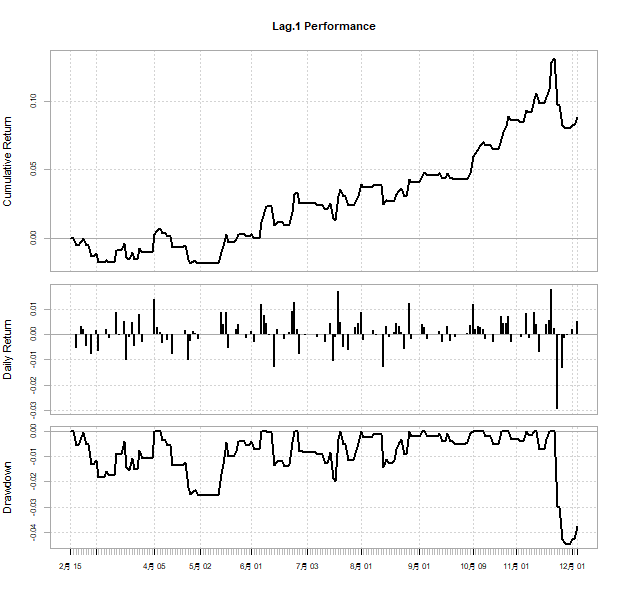 Lag.1 Performance
Cumulative Return
0.10
0.05
0.00
Daily Return
0.01
0.00
-0.01
-0.02
-0.03
Drawdown
0.00
-0.01
-0.02
-0.03
-0.04
2月 15 4月 05 5月 02 6月 01 7月 03 8月 01 9月 01 10月 09 11月 01 12月 01